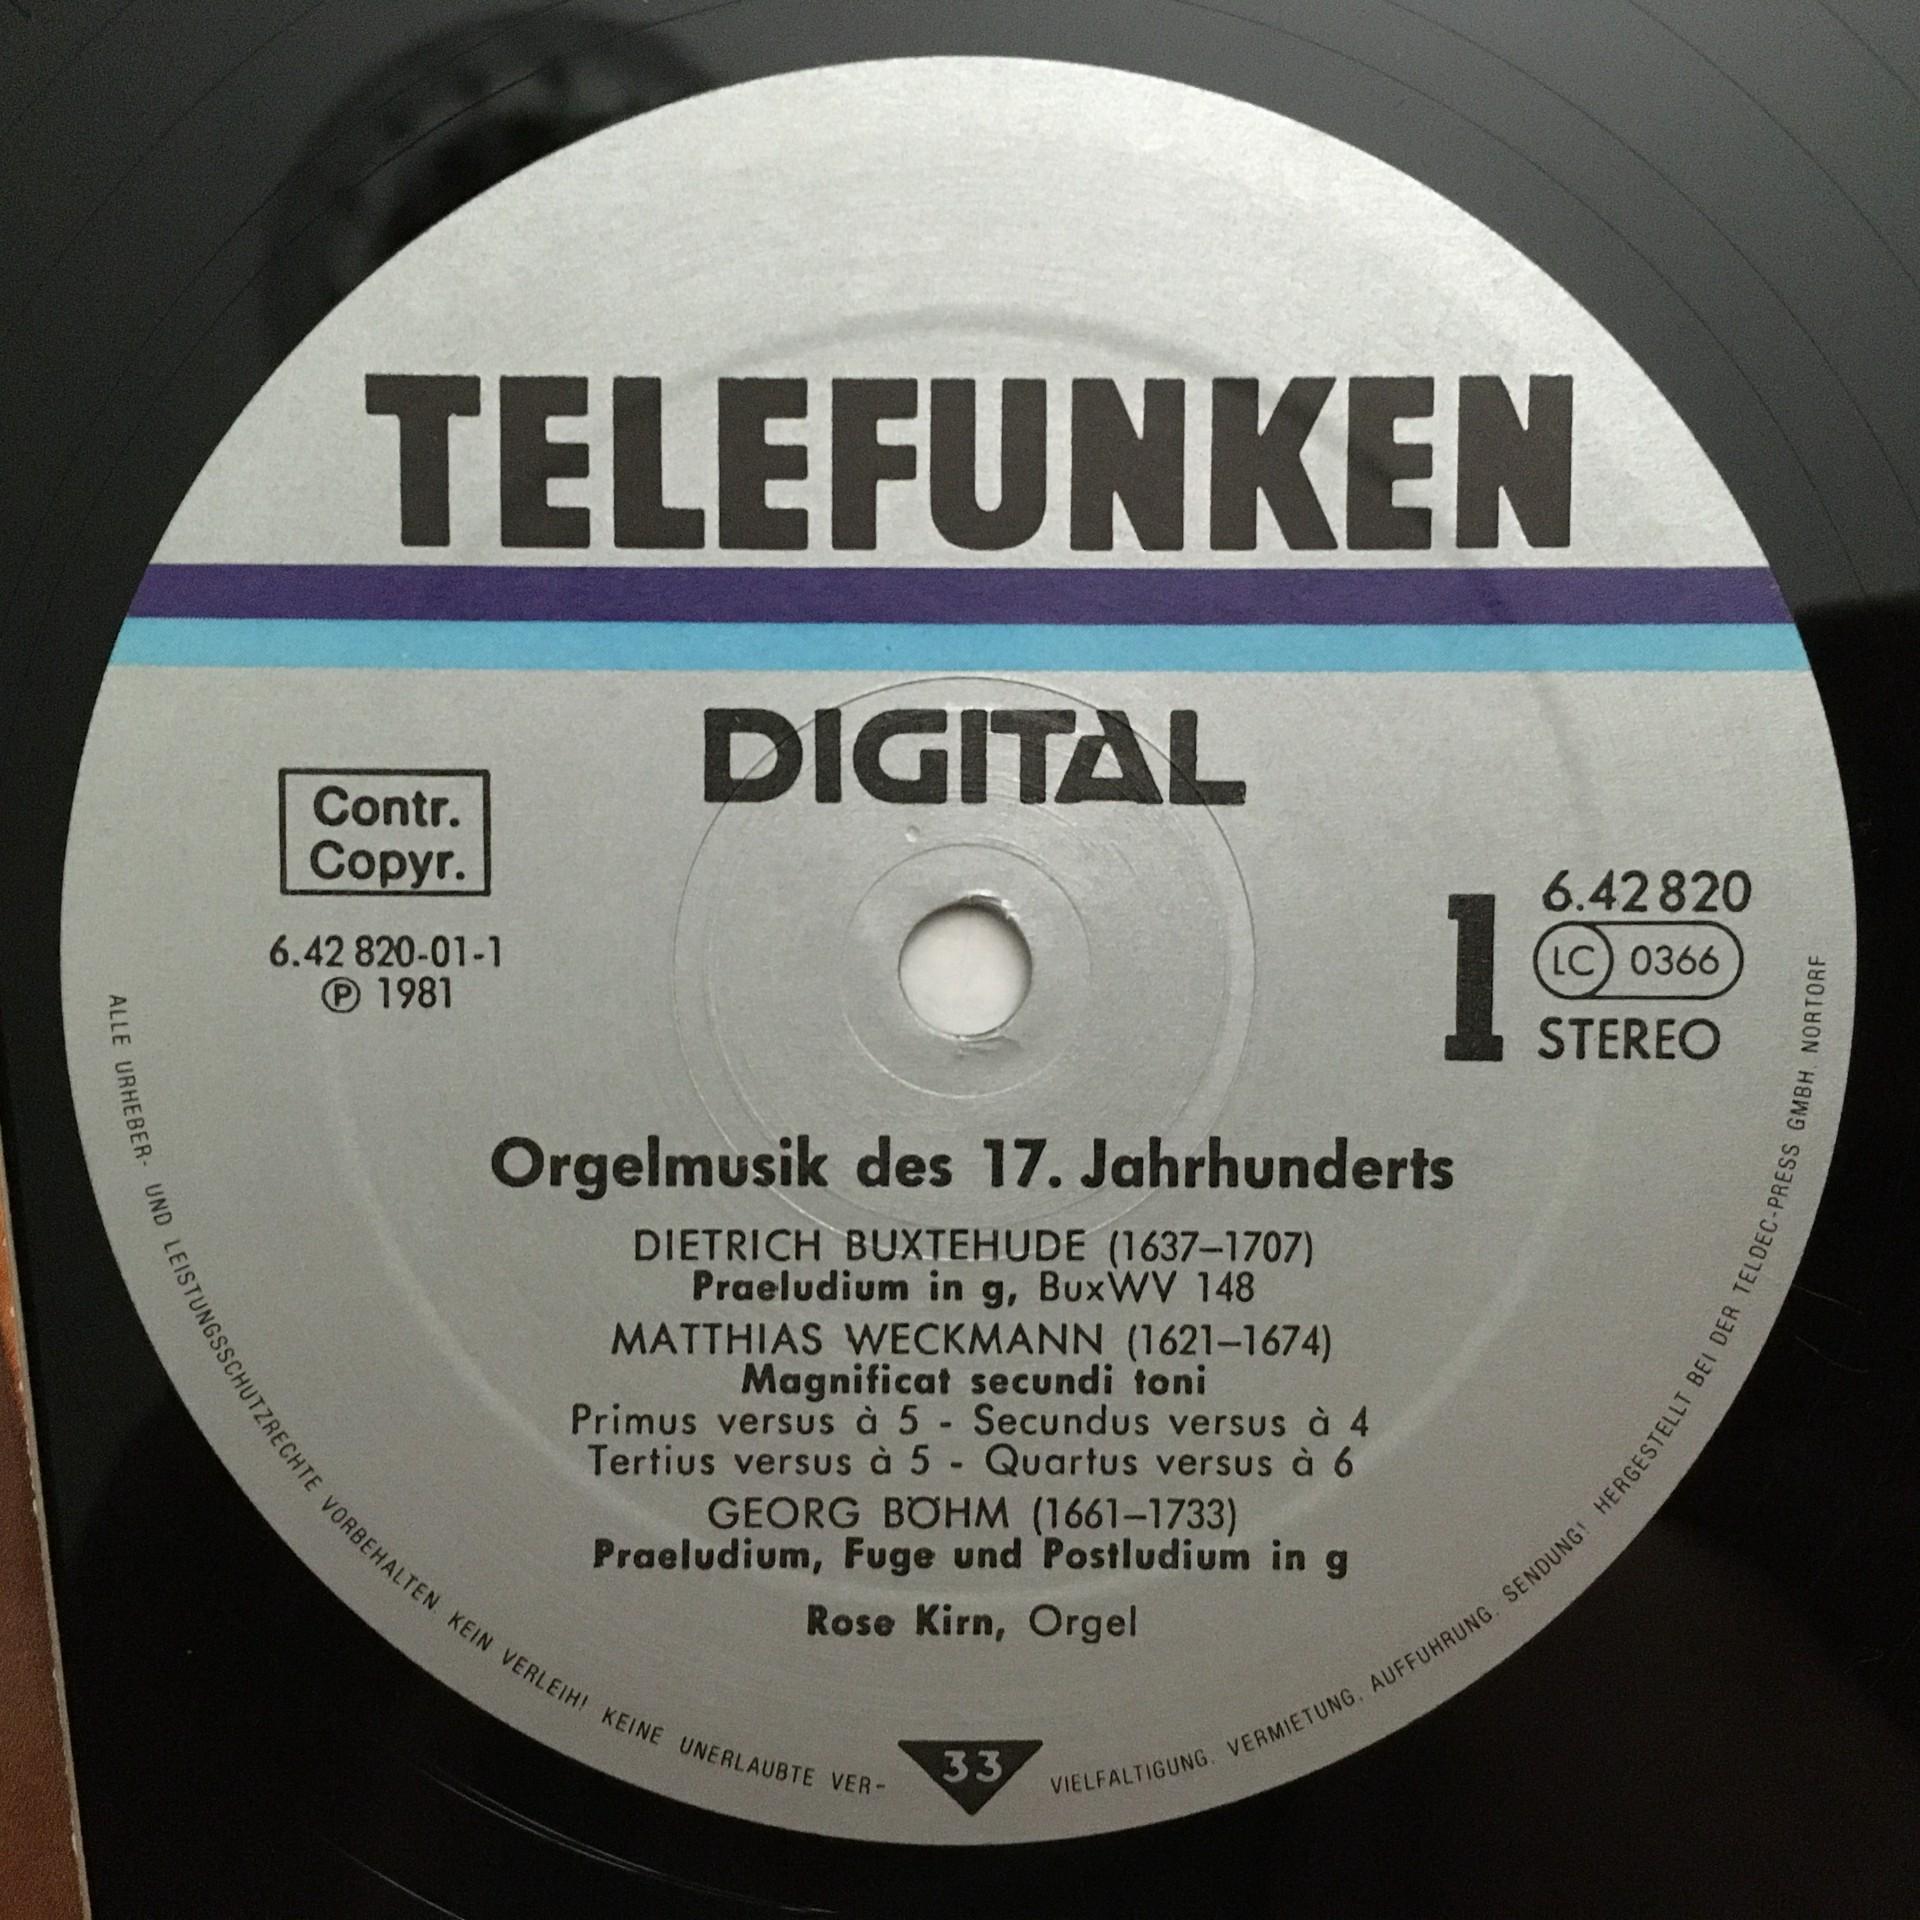 TELEFUNKEN
DIGITAL
Contr.
Copyr.
6.42 820-01-1
Ⓟ 1981
1
6.42 820
LC 0366
STEREO
Orgelmusik des 17. Jahrhunderts
DIETRICH BUXTEHUDE (1637–1707)
Praeludium in g, BuxWV 148
MATTHIAS WECKMANN (1621–1674)
Magnificat secundi toni
Primus versus à 5 - Secundus versus à 4
Tertius versus à 5 - Quartus versus à 6
GEORG BÖHM (1661–1733)
Praeludium, Fuge und Postludium in g
Rose Kirn, Orgel
ALLE URHEBER- UND LEISTUNGSSCHUTZRECHTE VORBEHALTEN. KEIN VERLEIH! KEINE UNERLAUBTE VER-
33
VIELFÄLTIGUNG, VERMIETUNG, AUFFÜHRUNG, SENDUNG! HERGESTELLT BEI DER TELDEC-PRESS GMBH. NORTORF